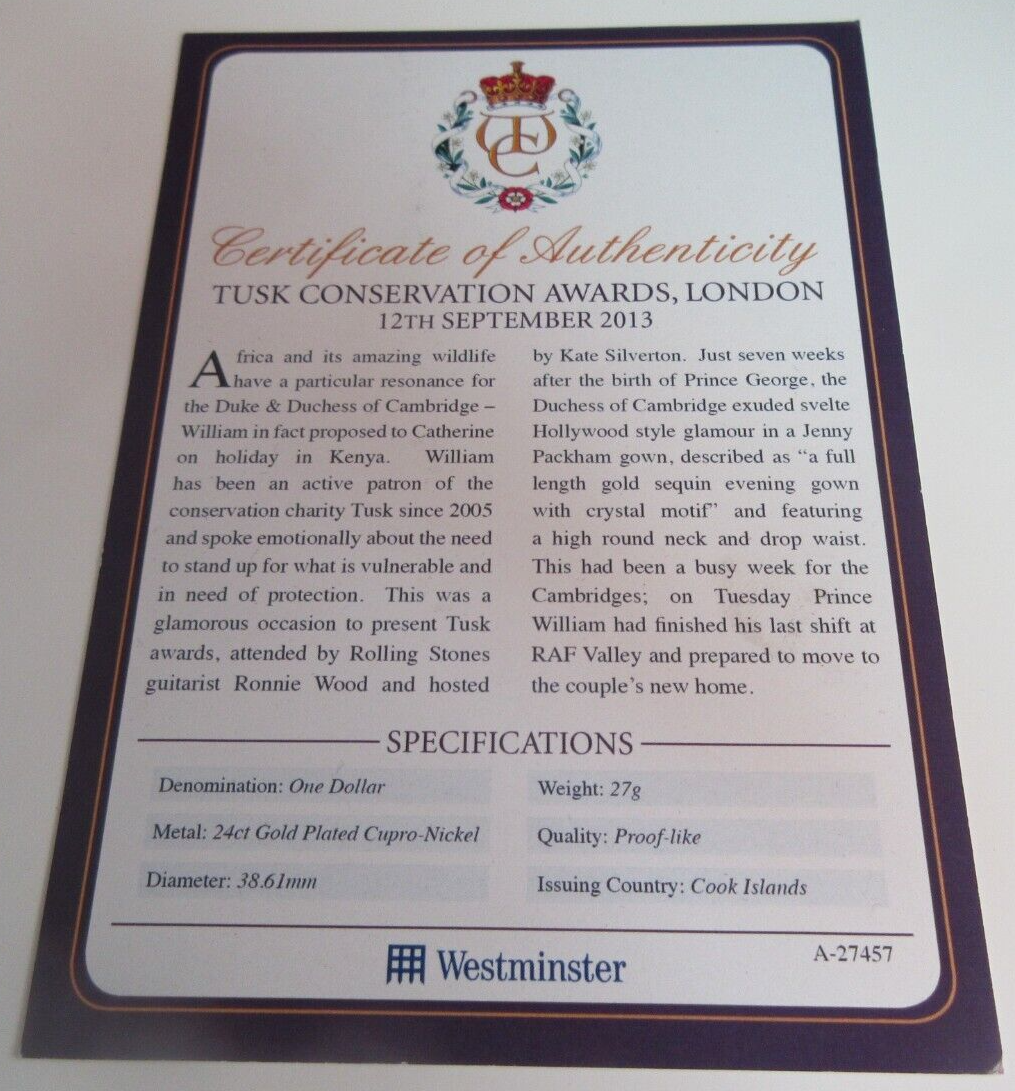 Certificate of Authenticity
TUSK CONSERVATION AWARDS, LONDON
12TH SEPTEMBER 2013
Africa and its amazing wildlife
have a particular resonance for
the Duke & Duchess of Cambridge –
William in fact proposed to Catherine
on holiday in Kenya. William
has been an active patron of the
conservation charity Tusk since 2005
and spoke emotionally about the need
to stand up for what is vulnerable and
in need of protection. This was a
glamorous occasion to present Tusk
awards, attended by Rolling Stones
guitarist Ronnie Wood and hosted
by Kate Silverton. Just seven weeks
after the birth of Prince George, the
Duchess of Cambridge exuded svelte
Hollywood style glamour in a Jenny
Packham gown, described as “a full
length gold sequin evening gown
with crystal motif” and featuring
a high round neck and drop waist.
This had been a busy week for the
Cambridges; on Tuesday Prince
William had finished his last shift at
RAF Valley and prepared to move to
the couple’s new home.
SPECIFICATIONS
Denomination: One Dollar
Metal: 24ct Gold Plated Cupro-Nickel
Diameter: 38.61mm
Weight: 27g
Quality: Proof-like
Issuing Country: Cook Islands
Westminster
A-27457